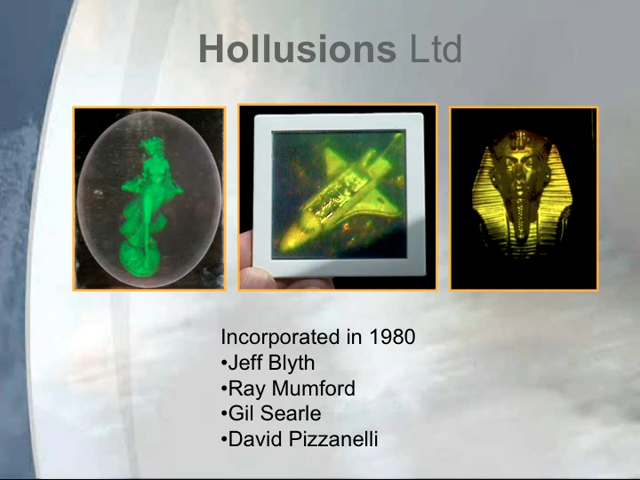 Hollusions Ltd
Incorporated in 1980
•Jeff Blyth
•Ray Mumford
•Gil Searle
•David Pizzanelli